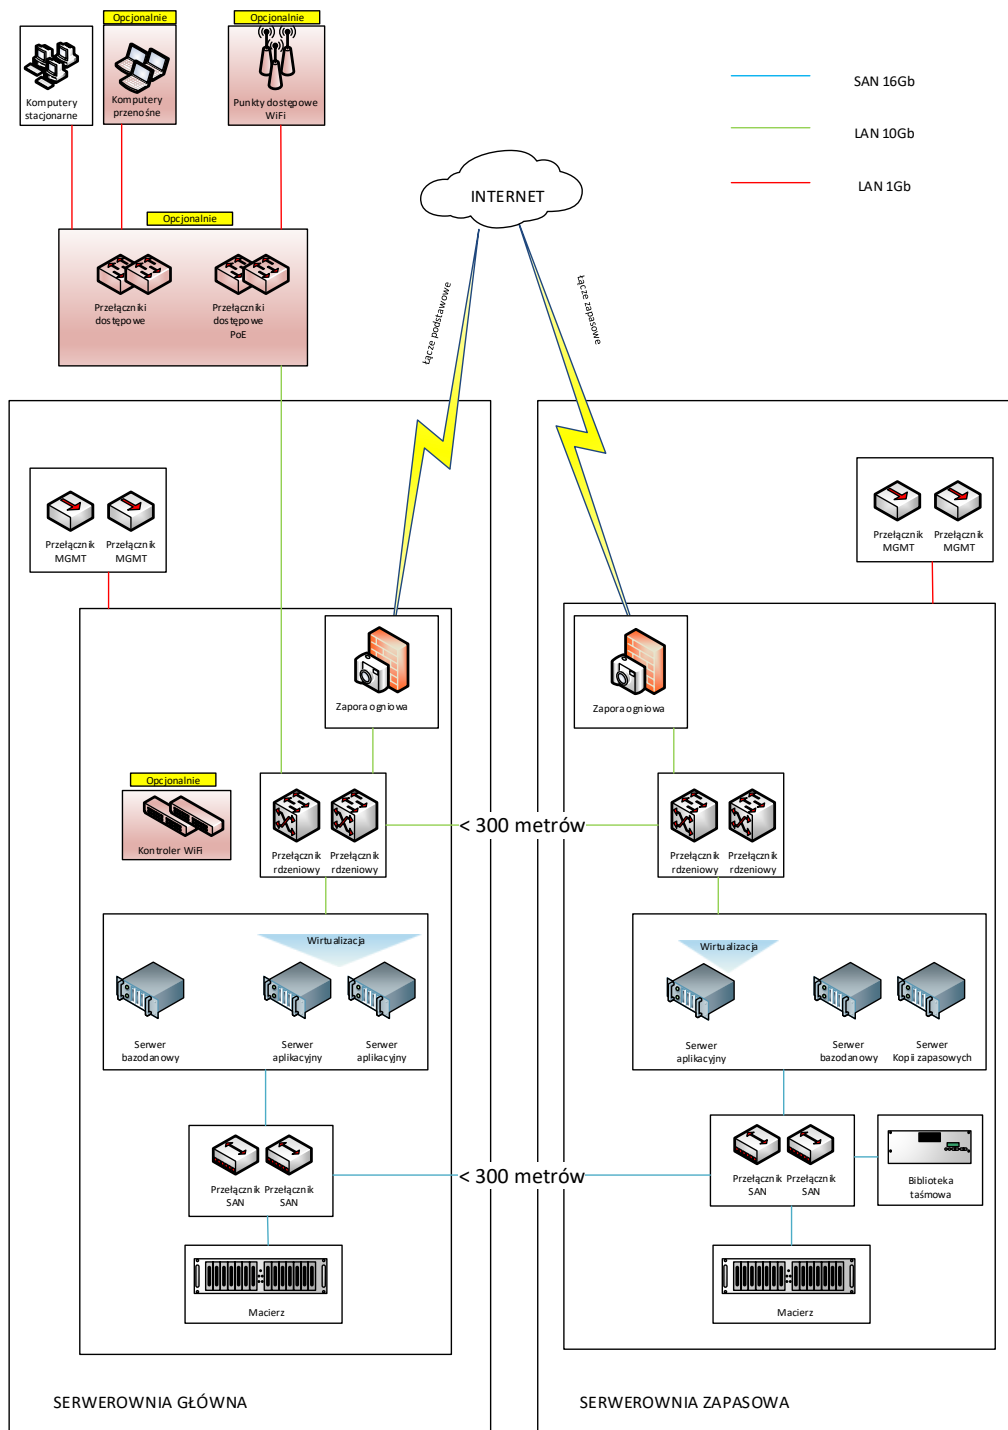 Opcjonalnie
Opcjonalnie
Komputery
stacjonarne
Komputery
przenośne
Punkty dostępowe
WiFi
SAN 16Gb
LAN 10Gb
LAN 1Gb
INTERNET
Opcjonalnie
Przełączniki
dostępowe
Przełączniki
dostępowe
PoE
Łącze podstawowe
Łącze zapasowe
Przełącznik
MGMT
Przełącznik
MGMT
Przełącznik
MGMT
Przełącznik
MGMT
Zapora ogniowa
Zapora ogniowa
Opcjonalnie
Kontroler WiFi
Przełącznik
rdzeniowy
Przełącznik
rdzeniowy
< 300 metrów
Przełącznik
rdzeniowy
Przełącznik
rdzeniowy
Wirtualizacja
Serwer
bazodanowy
Serwer
aplikacyjny
Serwer
aplikacyjny
Wirtualizacja
Serwer
aplikacyjny
Serwer
bazodanowy
Serwer
Kopii zapasowych
Przełącznik
SAN
Przełącznik
SAN
< 300 metrów
Przełącznik
SAN
Przełącznik
SAN
Biblioteka
taśmowa
Macierz
Macierz
SERWEROWNIA GŁÓWNA
SERWEROWNIA ZAPASOWA